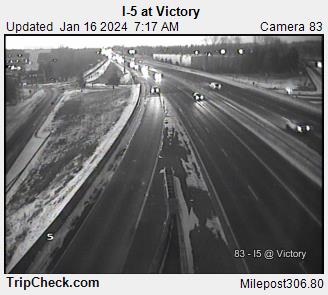 I-5 at Victory
Updated Jan 16 2024 7:17 AM Camera 83
S
83 - I5 @ Victory
TripCheck.com Milepost306.80